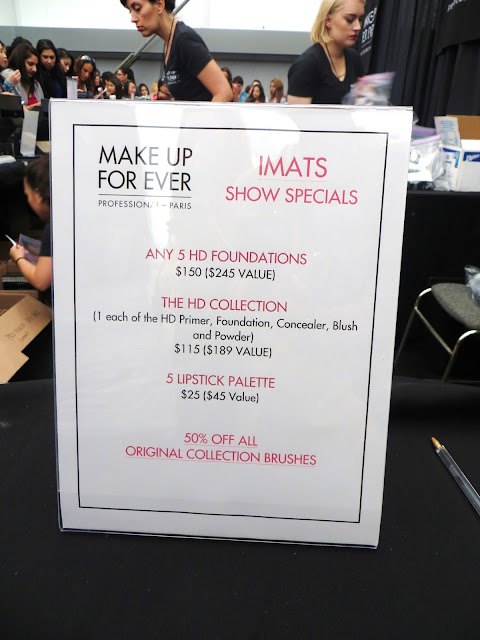 MAKE UP
FOR EVER
PROFESSIONAL – PARIS
IMATS
SHOW SPECIALS
ANY 5 HD FOUNDATIONS
$150 ($245 VALUE)
THE HD COLLECTION
(1 each of the HD Primer, Foundation, Concealer, Blush
and Powder)
$115 ($189 VALUE)
5 LIPSTICK PALETTE
$25 ($45 Value)
50% OFF ALL
ORIGINAL COLLECTION BRUSHES